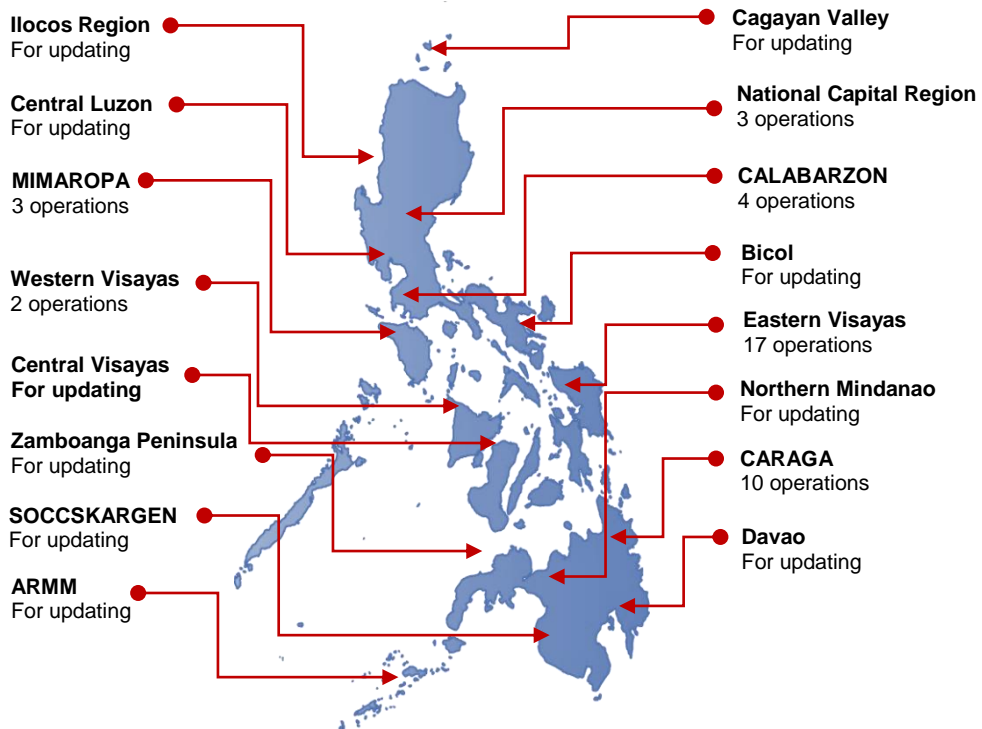 Ilocos Region
For updating
Central Luzon
For updating
MIMAROPA
3 operations
Western Visayas
2 operations
Central Visayas
For updating
Zamboanga Peninsula
For updating
SOCCSKARGEN
For updating
ARMM
For updating
Cagayan Valley
For updating
National Capital Region
3 operations
CALABARZON
4 operations
Bicol
For updating
Eastern Visayas
17 operations
Northern Mindanao
For updating
CARAGA
10 operations
Davao
For updating